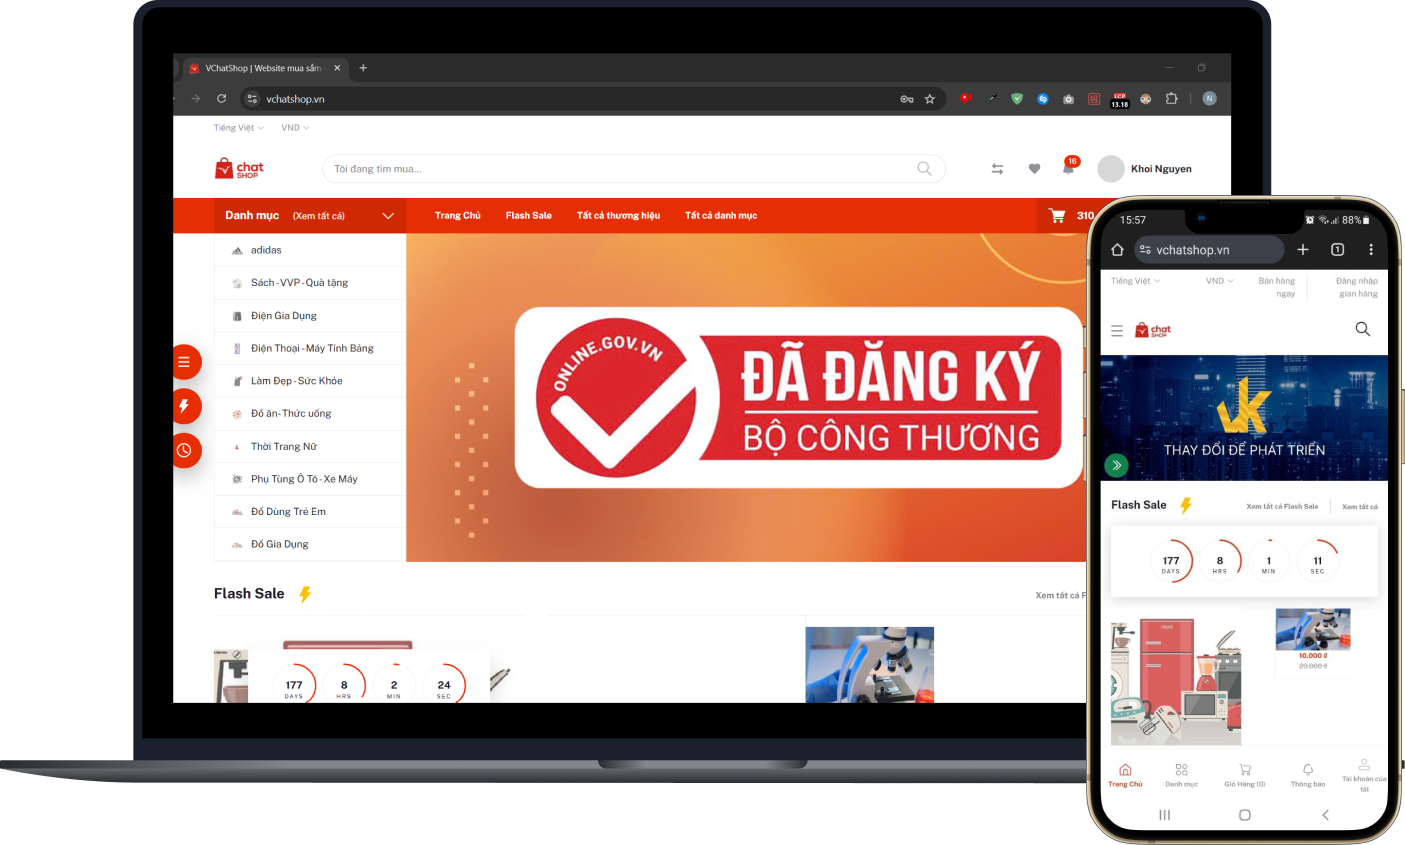 VChatShop | Website mua sắm
vchatshop.vn
LCP
13.18
N
Tiếng Việt
VND
chat
SHOP
Tôi đang tìm mua...
16
Khoi Nguyen
Danh mục (Xem tất cả)
Trang Chủ
Flash Sale
Tất cả thương hiệu
Tất cả danh mục
310
adidas
Sách - VVP - Quà tặng
Điện Gia Dụng
Điện Thoại - Máy Tính Bảng
Làm Đẹp - Sức Khỏe
Đồ ăn - Thức uống
Thời Trang Nữ
Phụ Tùng Ô Tô - Xe Máy
Đồ Dùng Trẻ Em
Đồ Gia Dụng
ONLINE.GOV.VN
ĐÃ ĐĂNG KÝ
BỘ CÔNG THƯƠNG
Flash Sale
Xem tất cả F
177
DAYS
8
HRS
2
MIN
24
SEC
15:57
88%
vchatshop.vn
1
Tiếng Việt
VND
Bán hàng
ngay
Đăng nhập
gian hàng
chat
SHOP
VK
THAY ĐỔI ĐỂ PHÁT TRIỂN
Flash Sale
Xem tất cả Flash Sale
Xem tất cả
177
DAYS
8
HRS
1
MIN
11
SEC
10.000 đ
20.000 đ
Trang Chủ
Danh mục
Giỏ Hàng (0)
Thông báo
Tài khoản của
tôi